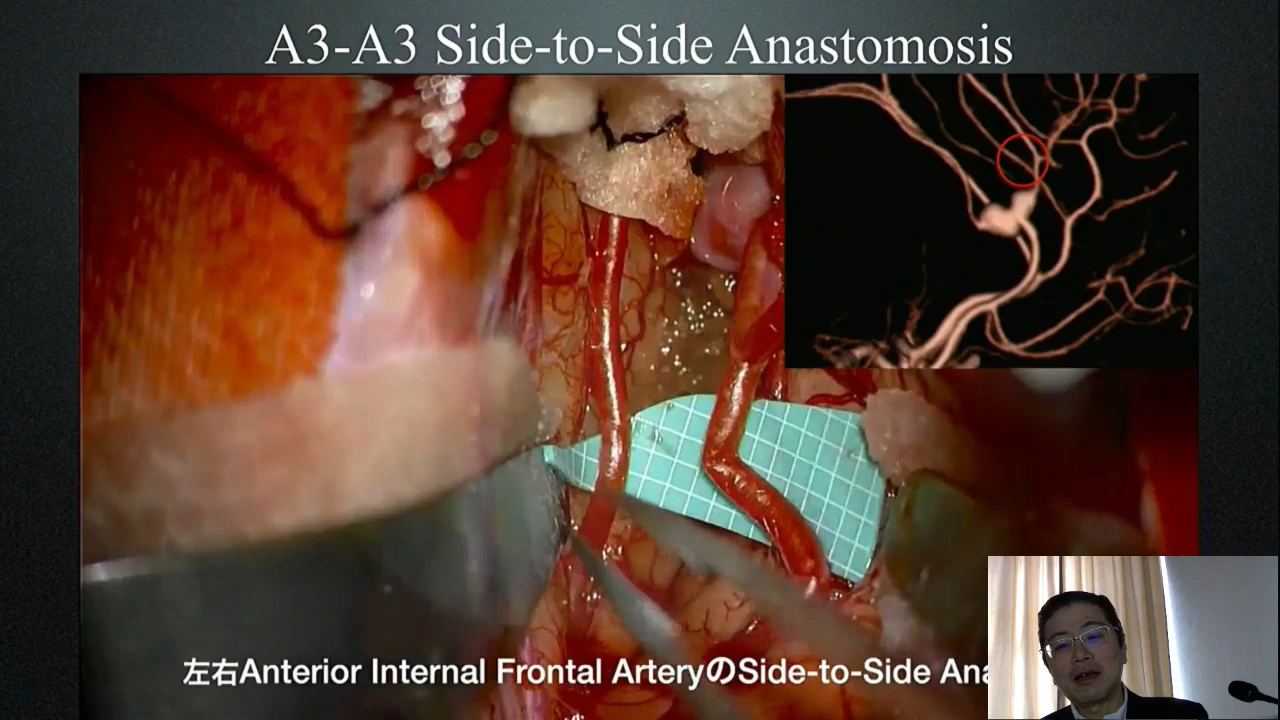 A3-A3 Side-to-Side Anastomosis
左右Anterior Internal Frontal ArteryのSide-to-Side Ana